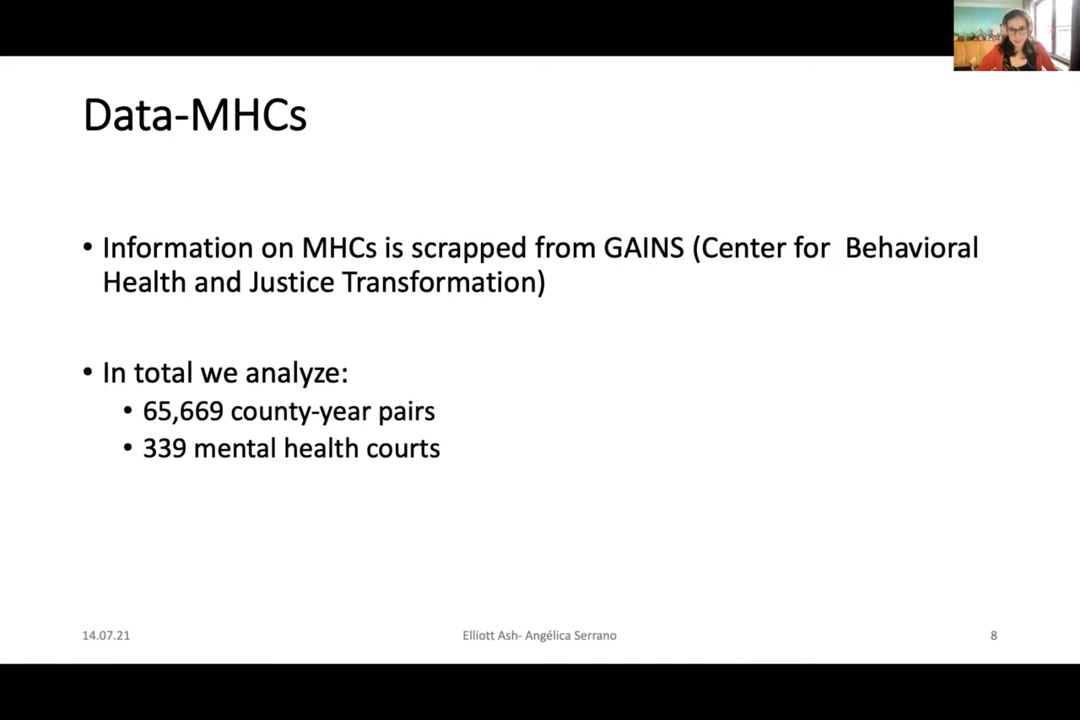 Data-MHCs
• Information on MHCs is scrapped from GAINS (Center for  Behavioral
Health and Justice Transformation)
• In total we analyze:
• 65,669 county-year pairs
• 339 mental health courts
14.07.21
Elliott Ash- Angélica Serrano
8